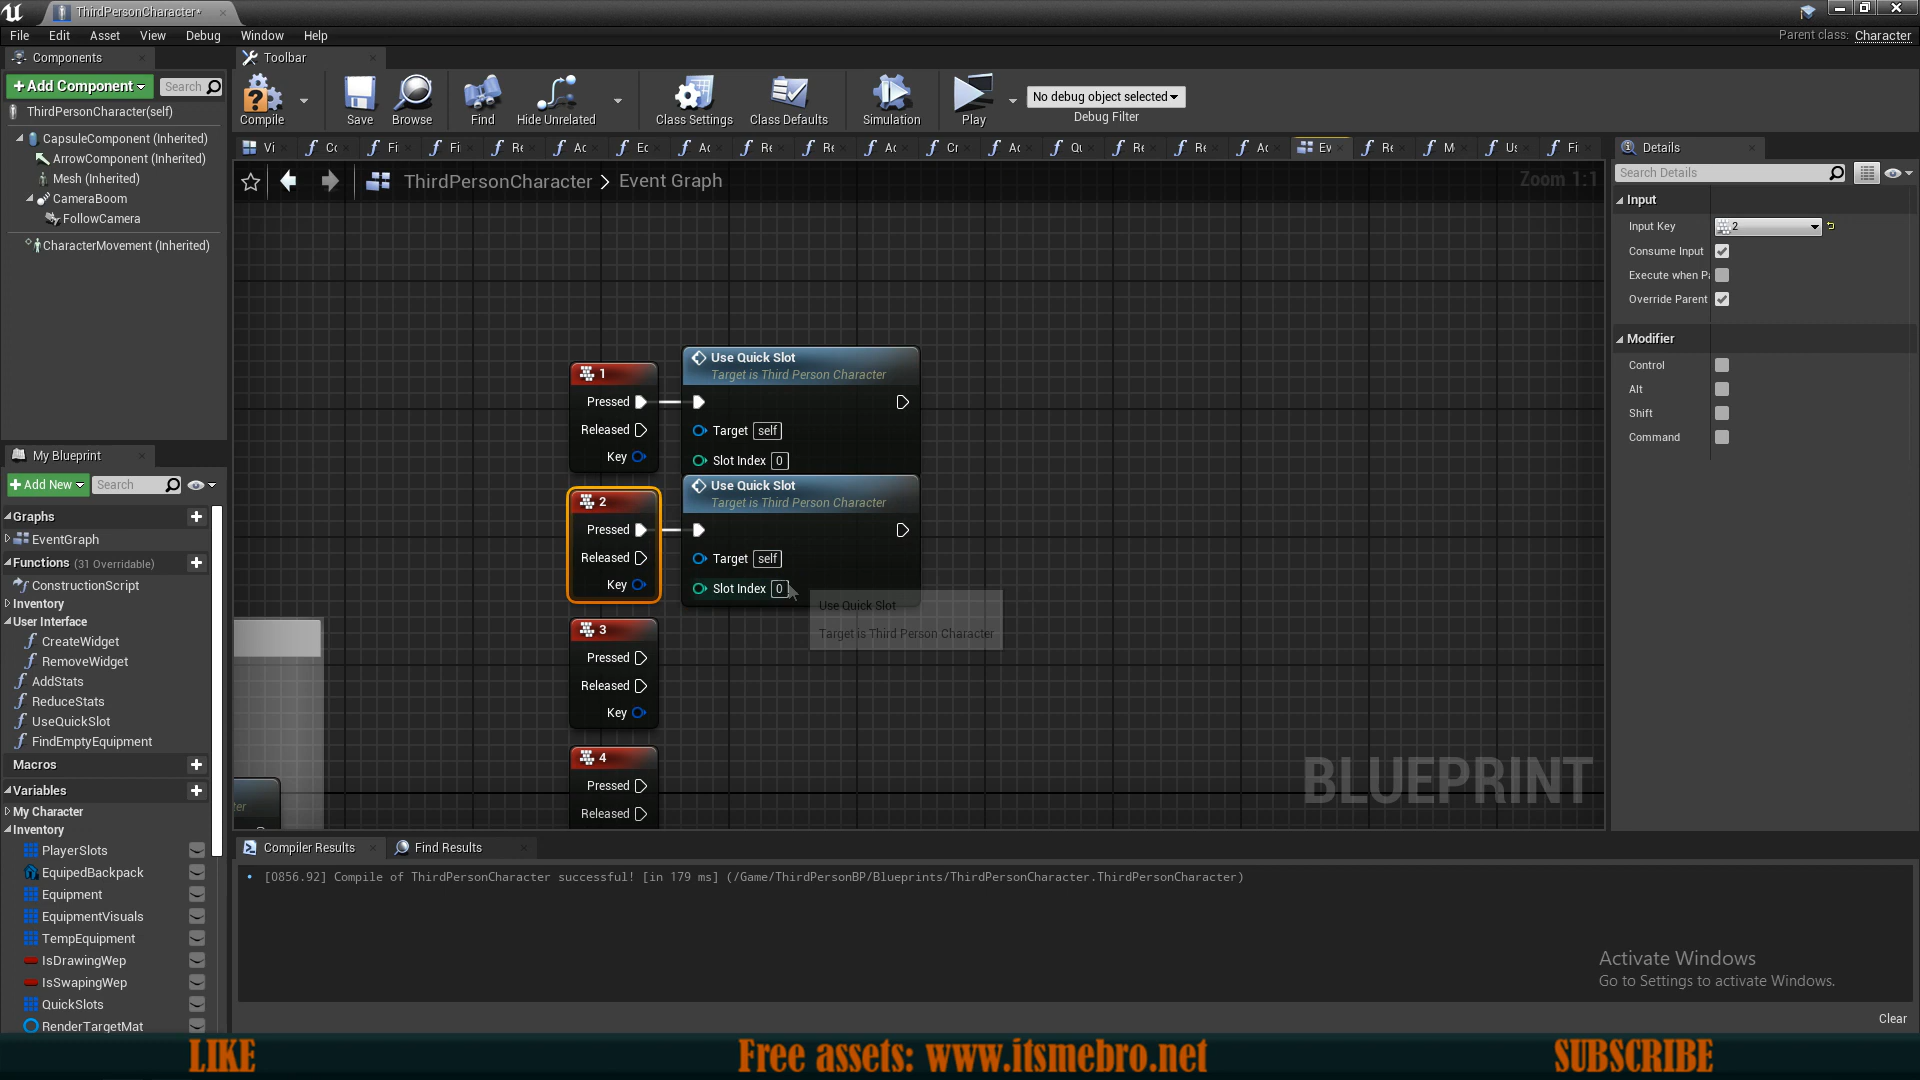 ThirdPersonCharacter*
File Edit Asset View Debug Window Help
Parent class: Character
Components
Toolbar
+Add Component
Search
ThirdPersonCharacter(self)
CapsuleComponent (Inherited)
ArrowComponent (Inherited)
Mesh (Inherited)
CameraBoom
FollowCamera
CharacterMovement (Inherited)
Compile
Save
Browse
Find
Hide Unrelated
Class Settings
Class Defaults
Simulation
Play
No debug object selected
Debug Filter
Vi
Fi
Fi
Ev
Fi
ThirdPersonCharacter > Event Graph
Zoom 1:1
1
Pressed
Released
Key
Use Quick Slot
Target is Third Person Character
Target self
Slot Index 0
2
Pressed
Released
Key
Use Quick Slot
Target is Third Person Character
Target self
Slot Index 0
Use Quick Slot
Target is Third Person Character
3
Pressed
Released
Key
4
Pressed
Released
BLUEPRINT
My Blueprint
+Add New
Search
Graphs
EventGraph
Functions (31 Overridable)
ConstructionScript
Inventory
User Interface
CreateWidget
RemoveWidget
AddStats
ReduceStats
UseQuickSlot
FindEmptyEquipment
Macros
Variables
My Character
Inventory
PlayerSlots
EquipedBackpack
Equipment
EquipmentVisuals
TempEquipment
IsDrawingWep
IsSwapingWep
QuickSlots
RenderTargetMat
Details
Search Details
Input
Input Key 2
Consume Input
Execute when Pa
Override Parent
Modifier
Control
Alt
Shift
Command
Compiler Results
Find Results
[0856.92] Compile of ThirdPersonCharacter successful! [in 179 ms] (/Game/ThirdPersonBP/Blueprints/ThirdPersonCharacter.ThirdPersonCharacter)
Activate Windows
Go to Settings to activate Windows.
Clear
LIKE
Free assets: www.itsmebro.net
SUBSCRIBE